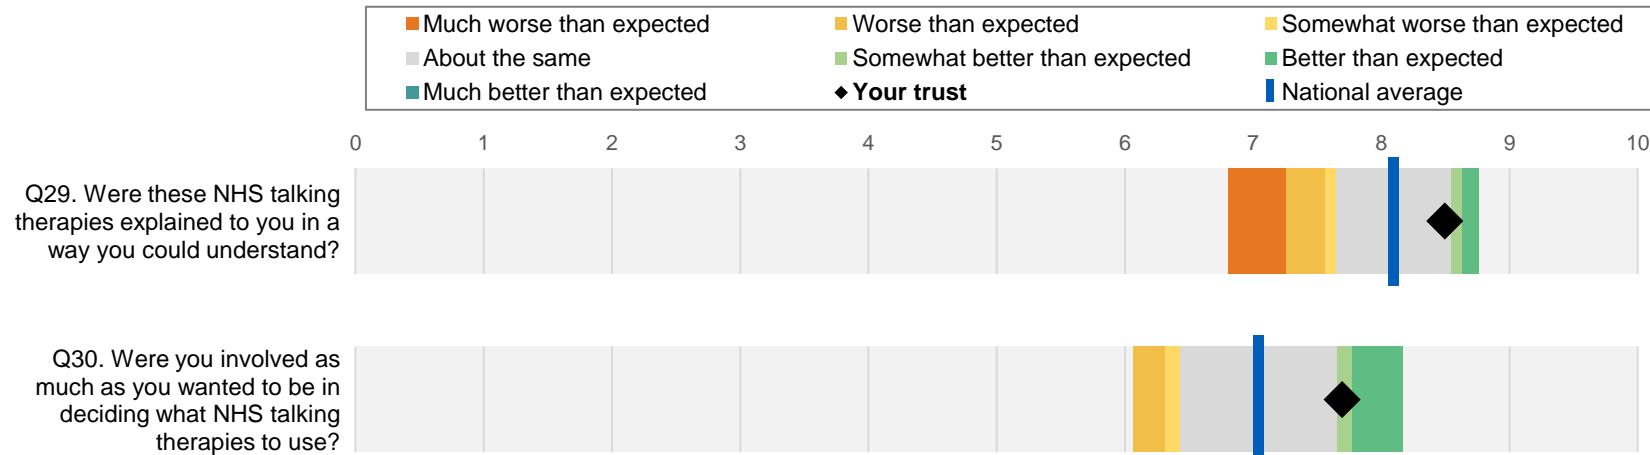 Much worse than expected
Worse than expected
Somewhat worse than expected
About the same
Somewhat better than expected
Better than expected
Much better than expected
Your trust
National average
0 1 2 3 4 5 6 7 8 9 10
Q29. Were these NHS talking
therapies explained to you in a
way you could understand?
Q30. Were you involved as
much as you wanted to be in
deciding what NHS talking
therapies to use?